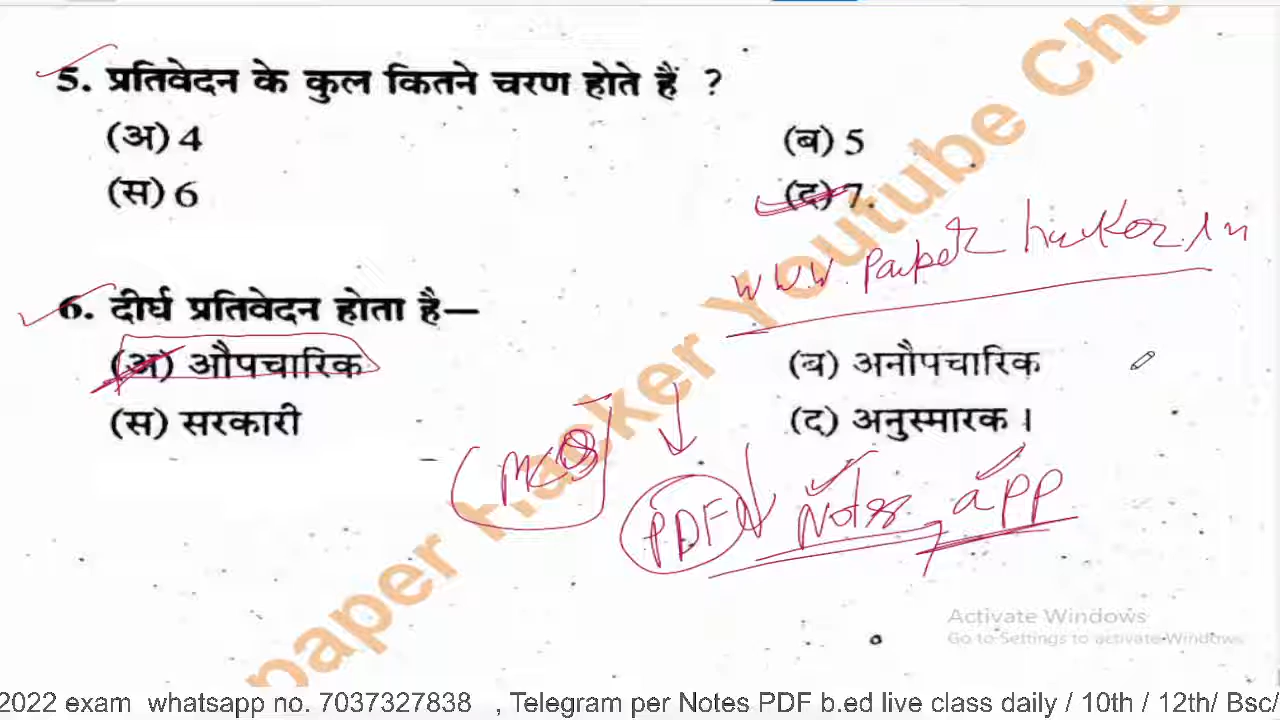 5. प्रतिवेदन के कुल कितने चरण होते हैं ?
(अ) 4 (ब) 5
(स) 6 (द) 7.
www.paperhacker.in
6. दीर्घ प्रतिवेदन होता है—
(अ) औपचारिक (ब) अनौपचारिक
(स) सरकारी (द) अनुस्मारक ।
MCQ
PDF Notes, app
paper Hacker Youtube Che
Activate Windows
Go to Settings to activate Windows
2022 exam whatsapp no. 7037327838 , Telegram per Notes PDF b.ed live class daily / 10th / 12th/ Bsc/